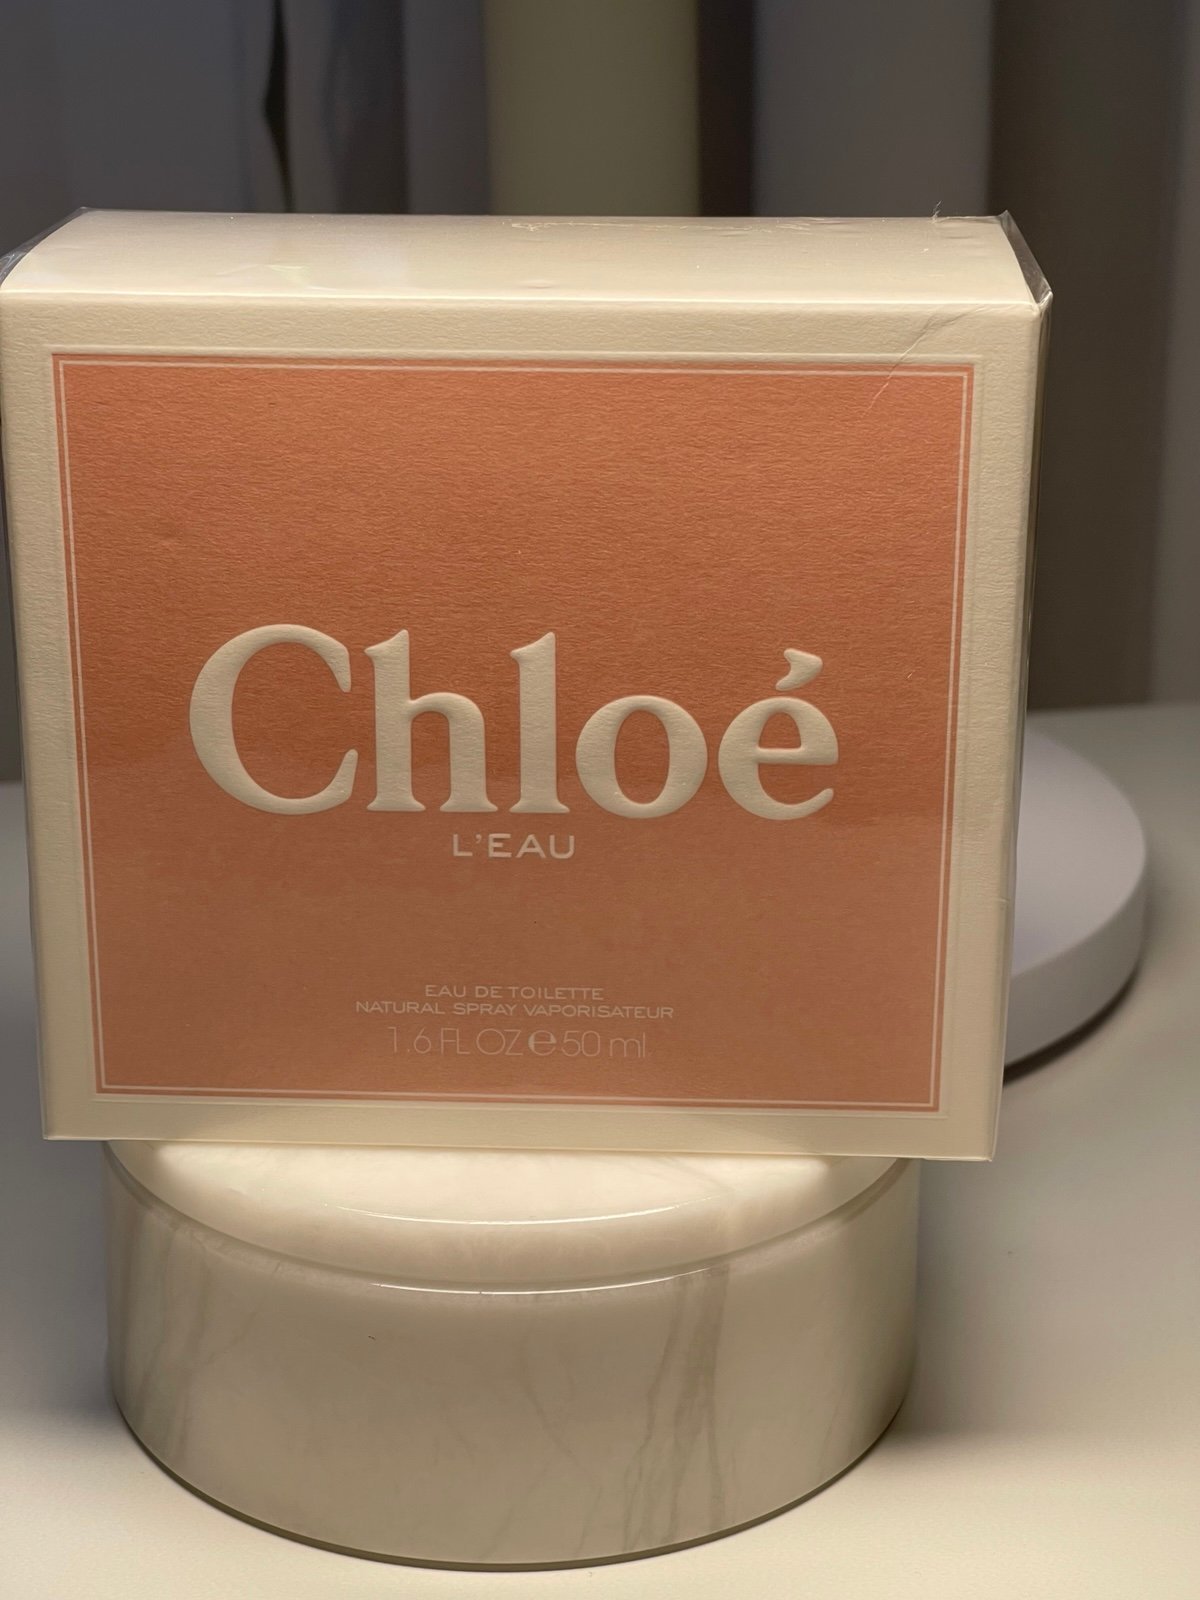 Chloé
L'EAU
EAU DE TOILETTE
NATURAL SPRAY VAPORISATEUR
1.6 FL OZ ℮ 50 ml